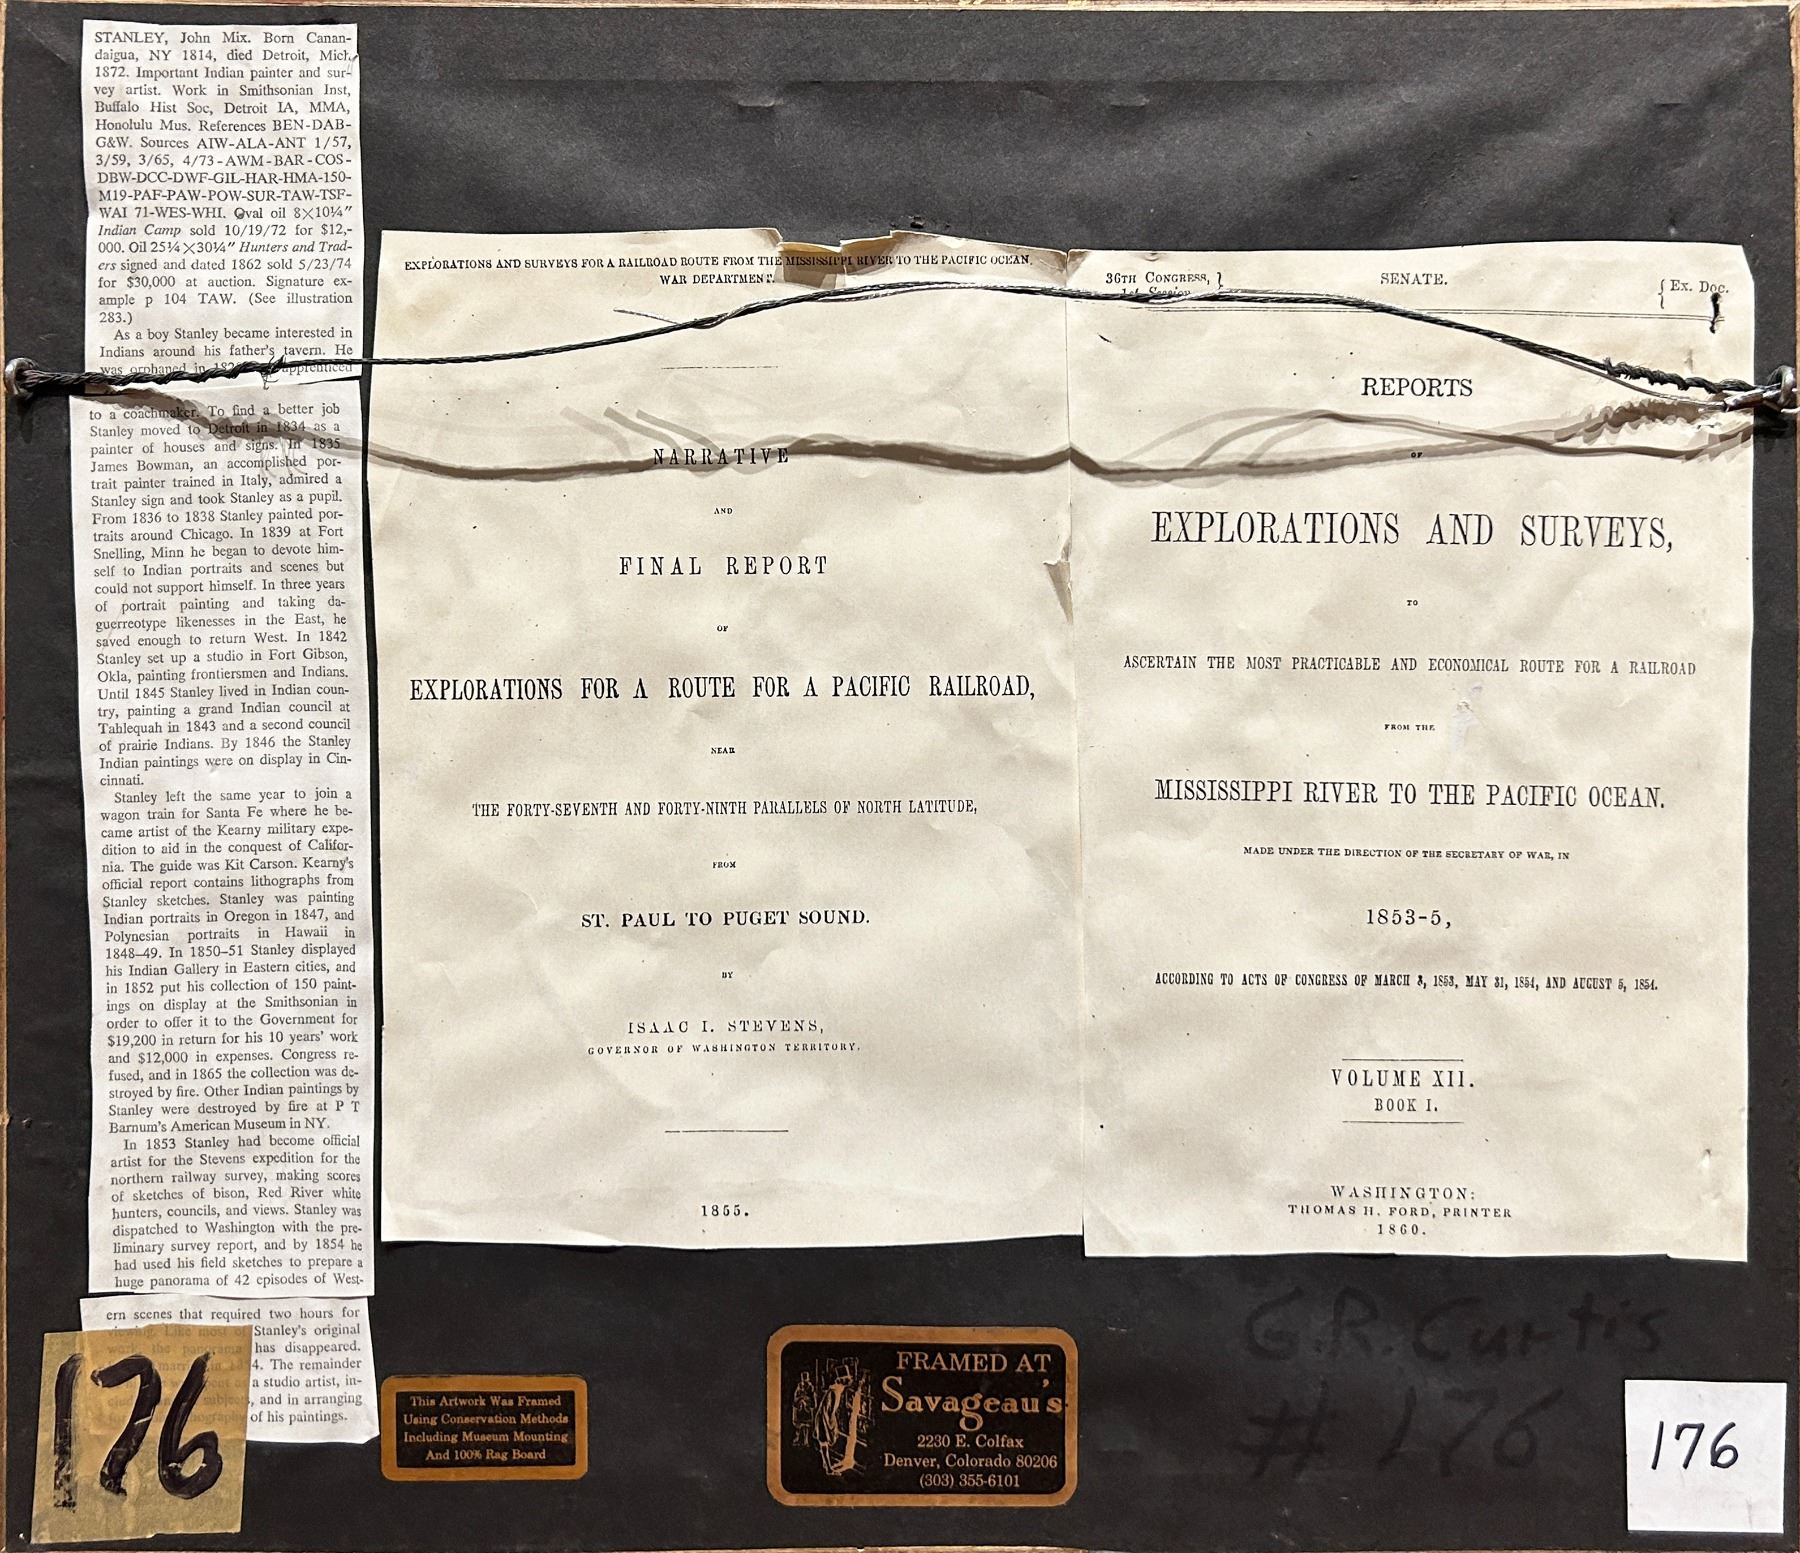 STANLEY, John Mix. Born Canan-
daigua, NY 1814, died Detroit, Mich.
1872. Important Indian painter and sur-
vey artist. Work in Smithsonian Inst,
Buffalo Hist Soc, Detroit IA, MMA,
Honolulu Mus. References BEN-DAB-
G&W. Sources AIW-ALA-ANT 1/57,
3/59, 3/65, 4/73-AWM-BAR-COS-
DBW-DCC-DWF-GIL-HAR-HMA-150-
M19-PAF-PAW-POW-SUR-TAW-TSF-
WAI 71-WES-WHI. Oval oil 8×10¼"
Indian Camp sold 10/19/72 for $12,-
000. Oil 25¼×30¼" Hunters and Trad-
ers signed and dated 1862 sold 5/23/74
for $30,000 at auction. Signature ex-
ample p 104 TAW. (See illustration
283.)
As a boy Stanley became interested in
Indians around his father's tavern. He
was orphaned in apprenticed
to a coachmaker. To find a better job
Stanley moved to Detroit in 1834 as a
painter of houses and signs. In 1835
James Bowman, an accomplished por-
trait painter trained in Italy, admired a
Stanley sign and took Stanley as a pupil.
From 1836 to 1838 Stanley painted por-
traits around Chicago. In 1839 at Fort
Snelling, Minn he began to devote him-
self to Indian portraits and scenes but
could not support himself. In three years
of portrait painting and taking da-
guerreotype likenesses in the East, he
saved enough to return West. In 1842
Stanley set up a studio in Fort Gibson,
Okla, painting frontiersmen and Indians.
Until 1845 Stanley lived in Indian coun-
try, painting a grand Indian council at
Tahlequah in 1843 and a second council
of prairie Indians. By 1846 the Stanley
Indian paintings were on display in Cin-
cinnati.
Stanley left the same year to join a
wagon train for Santa Fe where he be-
came artist of the Kearny military expe-
dition to aid in the conquest of Califor-
nia. The guide was Kit Carson. Kearny's
official report contains lithographs from
Stanley sketches. Stanley was painting
Indian portraits in Oregon in 1847, and
Polynesian portraits in Hawaii in
1848–49. In 1850–51 Stanley displayed
his Indian Gallery in Eastern cities, and
in 1852 put his collection of 150 paint-
ings on display at the Smithsonian in
order to offer it to the Government for
$19,200 in return for his 10 years' work
and $12,000 in expenses. Congress re-
fused, and in 1865 the collection was de-
stroyed by fire. Other Indian paintings by
Stanley were destroyed by fire at P T
Barnum's American Museum in NY.
In 1853 Stanley had become official
artist for the Stevens expedition for the
northern railway survey, making scores
of sketches of bison, Red River white
hunters, councils, and views. Stanley was
dispatched to Washington with the pre-
liminary survey report, and by 1854 he
had used his field sketches to prepare a
huge panorama of 42 episodes of West-
ern scenes that required two hours for
viewing. Like most of Stanley's original
work, the panorama has disappeared.
married in 4. The remainder
a studio artist, in-
subjects, and in arranging
of his paintings.
176
EXPLORATIONS AND SURVEYS FOR A RAILROAD ROUTE FROM THE MISSISSIPPI RIVER TO THE PACIFIC OCEAN.
WAR DEPARTMENT.
NARRATIVE
AND
FINAL REPORT
OF
EXPLORATIONS FOR A ROUTE FOR A PACIFIC RAILROAD,
NEAR
THE FORTY-SEVENTH AND FORTY-NINTH PARALLELS OF NORTH LATITUDE,
FROM
ST. PAUL TO PUGET SOUND.
BY
ISAAC I. STEVENS,
GOVERNOR OF WASHINGTON TERRITORY.
1855.
36TH CONGRESS, } SENATE. { Ex. Doc.
1st Session
REPORTS
OF
EXPLORATIONS AND SURVEYS,
TO
ASCERTAIN THE MOST PRACTICABLE AND ECONOMICAL ROUTE FOR A RAILROAD
FROM THE
MISSISSIPPI RIVER TO THE PACIFIC OCEAN.
MADE UNDER THE DIRECTION OF THE SECRETARY OF WAR, IN
1853-5,
ACCORDING TO ACTS OF CONGRESS OF MARCH 3, 1853, MAY 31, 1854, AND AUGUST 5, 1854.
VOLUME XII.
BOOK I.
WASHINGTON:
THOMAS H. FORD, PRINTER
1860.
This Artwork Was Framed
Using Conservation Methods
Including Museum Mounting
And 100% Rag Board
FRAMED AT
Savageau's
2230 E. Colfax
Denver, Colorado 80206
(303) 355-6101
G.R. Curtis
# 176
176